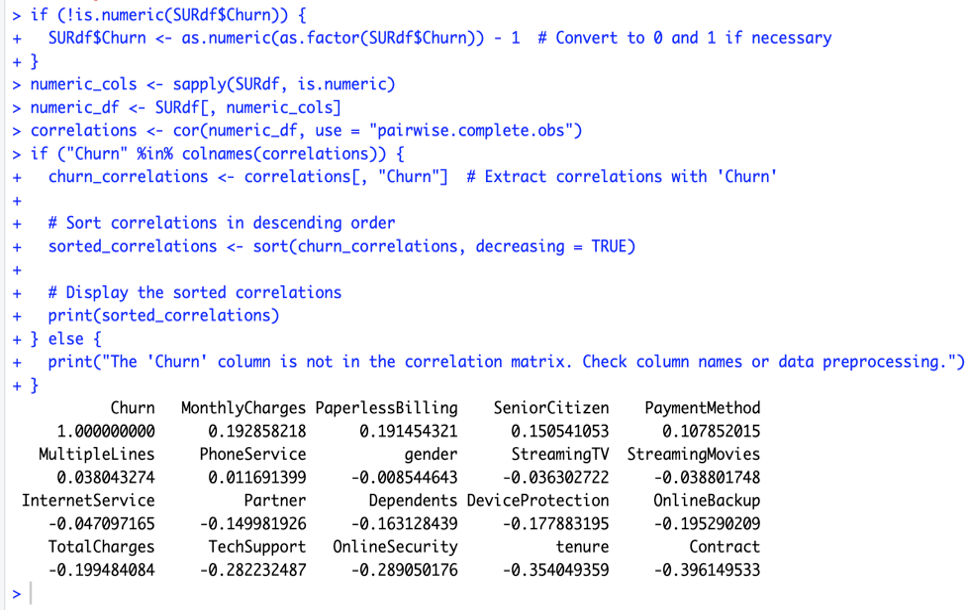 > if (!is.numeric(SURdf$Churn)) {
+   SURdf$Churn <- as.numeric(as.factor(SURdf$Churn)) - 1  # Convert to 0 and 1 if necessary
+ }
> numeric_cols <- sapply(SURdf, is.numeric)
> numeric_df <- SURdf[, numeric_cols]
> correlations <- cor(numeric_df, use = "pairwise.complete.obs")
> if ("Churn" %in% colnames(correlations)) {
+   churn_correlations <- correlations[, "Churn"]  # Extract correlations with 'Churn'
+
+   # Sort correlations in descending order
+   sorted_correlations <- sort(churn_correlations, decreasing = TRUE)
+
+   # Display the sorted correlations
+   print(sorted_correlations)
+ } else {
+   print("The 'Churn' column is not in the correlation matrix. Check column names or data preprocessing.")
+ }
           Churn   MonthlyCharges PaperlessBilling    SeniorCitizen    PaymentMethod
     1.000000000      0.192858218      0.191454321      0.150541053      0.107852015
   MultipleLines     PhoneService           gender      StreamingTV  StreamingMovies
     0.038043274      0.011691399     -0.008544643     -0.036302722     -0.038801748
 InternetService          Partner       Dependents DeviceProtection     OnlineBackup
    -0.047097165     -0.149981926     -0.163128439     -0.177883195     -0.195290209
    TotalCharges      TechSupport   OnlineSecurity           tenure         Contract
    -0.199484084     -0.282232487     -0.289050176     -0.354049359     -0.396149533
>